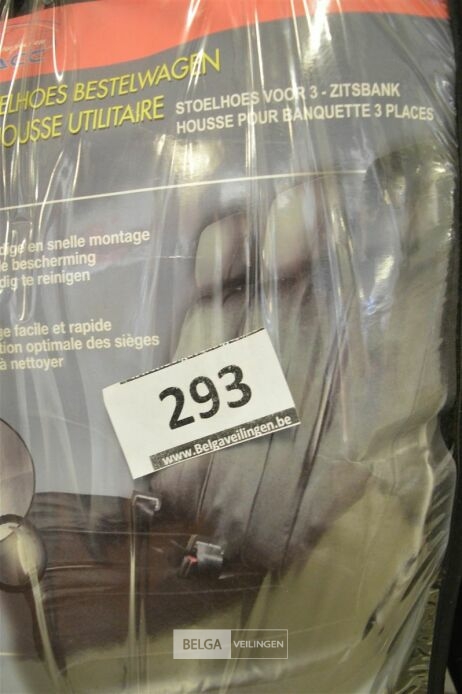 ELHOES BESTELWAGEN
OUSSE UTILITAIRE
STOELHOES VOOR 3 - ZITSBANK
HOUSSE POUR BANQUETTE 3 PLACES
dige en snelle montage
e bescherming
dig te reinigen
ge facile et rapide
tion optimale des sièges
à nettoyer
293
www.Belgaveilingen.be
BELGA VEILINGEN